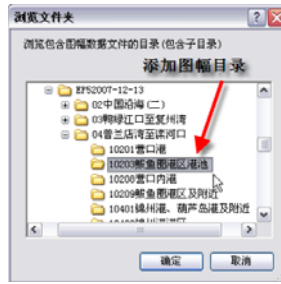 浏览文件夹
浏览包含图幅数据文件的目录(包含子目录)
添加图幅目录
EPS2007-12-13
02中国沿海(二)
03鸭绿江口至复州湾
04普兰店湾至滦河口
10201营口港
10203鲅鱼圈港区港池
10208营口内港
10209鲅鱼圈港区及附近
10401锦州港、葫芦岛港及附近
确定
取消